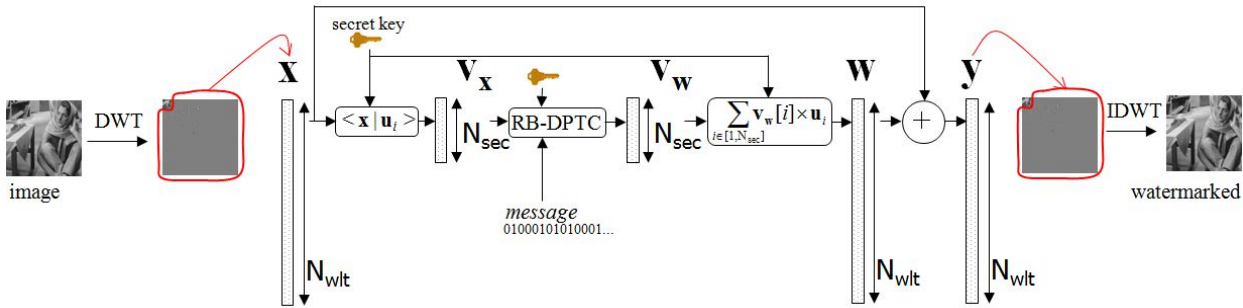 secret key
x
V_x
V_w
w
y
DWT
< x | u_i >
N_sec
RB-DPTC
N_sec
∑ v_w[i]×u_i
i∈[1,N_sec]
+
IDWT
image
message
01000101010001...
watermarked
N_wlt
N_wlt
N_wlt